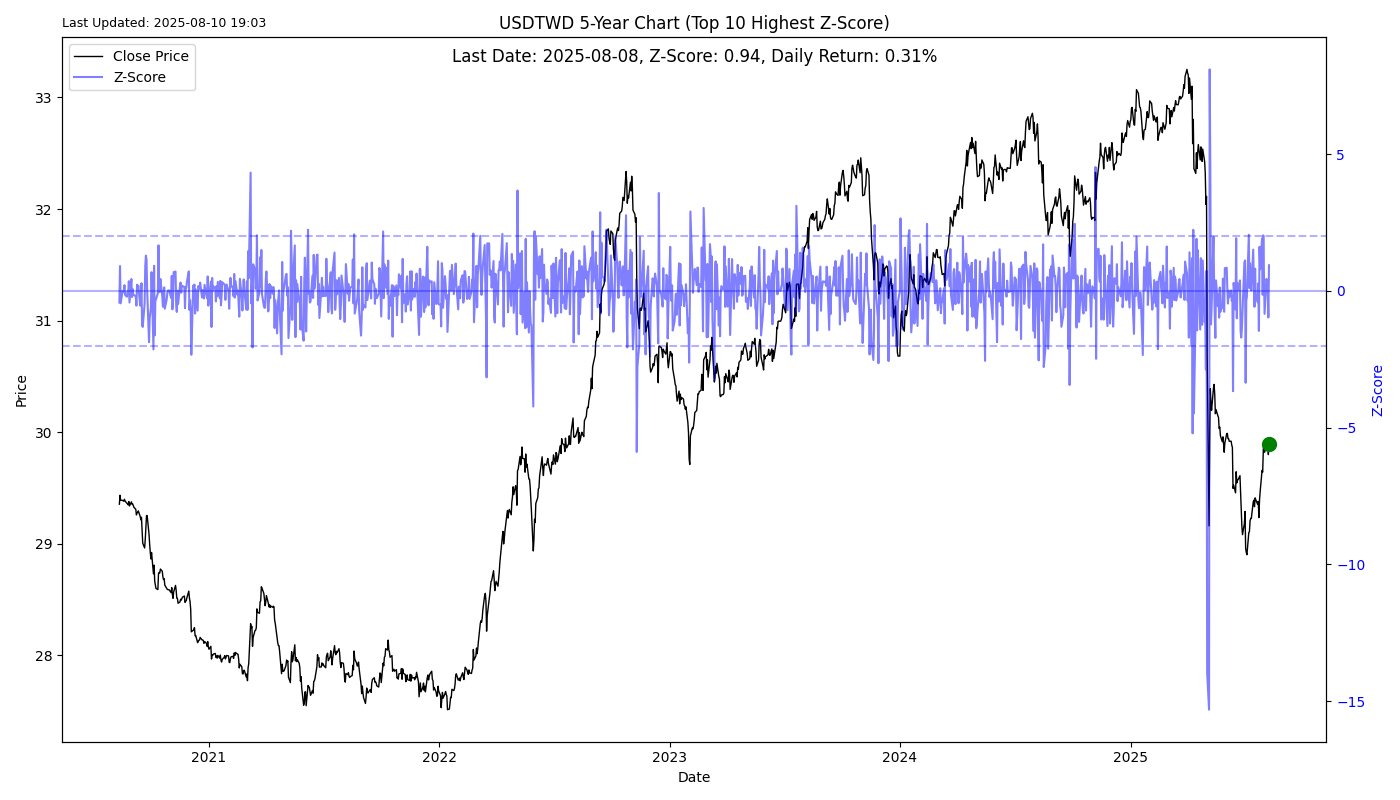 Last Updated: 2025-08-10 19:03
USDTWD 5-Year Chart (Top 10 Highest Z-Score)
Last Date: 2025-08-08, Z-Score: 0.94, Daily Return: 0.31%
Close Price
Z-Score
33
32
31
30
29
28
Price
5
0
−5
−10
−15
Z-Score
2021
2022
2023
2024
2025
Date